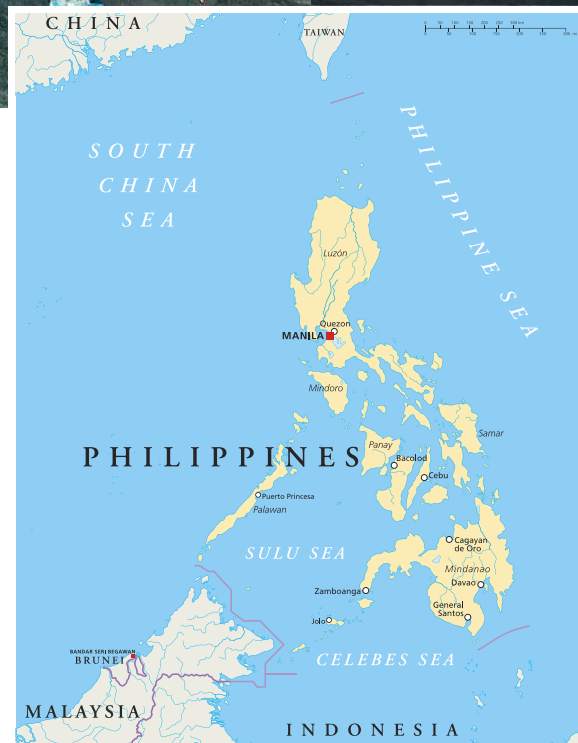 CHINA
TAIWAN
SOUTH
CHINA
SEA
PHILIPPINE SEA
Luzón
Quezon
MANILA
Mindoro
Samar
PHILIPPINES
Panay
Bacolod
Cebu
Puerto Princesa
Palawan
SULU SEA
Cagayan
de Oro
Mindanao
Davao
Zamboanga
General
Santos
Jolo
BANDAR SERI BEGAWAN
BRUNEI
CELEBES SEA
MALAYSIA
INDONESIA